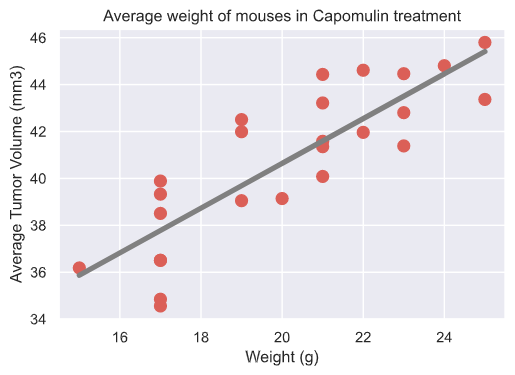 Average weight of mouses in Capomulin treatment
46
44
42
40
38
36
34
Average Tumor Volume (mm3)
16 18 20 22 24
Weight (g)